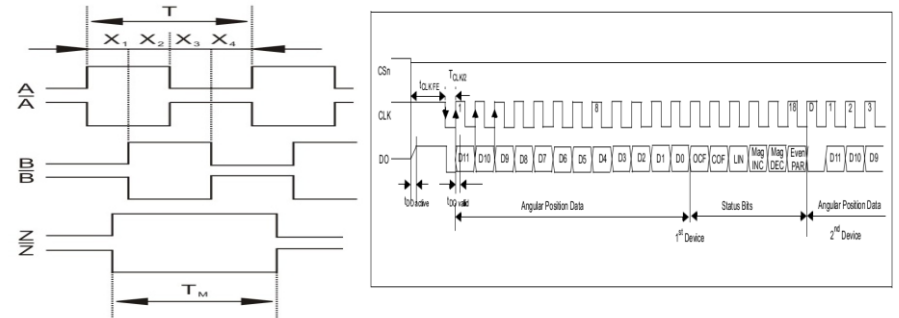 T
X₁ X₂ X₃ X₄
A
A
B
B
Z
Z
Tᴍ
CSn
tCLKFE
TCLK/2
CLK
1 8 18 D 1 2 3
DO
D11 D10 D9 D8 D7 D6 D5 D4 D3 D2 D1 D0 OCF COF LIN Mag INC Mag DEC Even PAR D11 D10 D9
tDO active
tDO valid
Angular Position Data
Status Bits
Angular Position Data
1st Device
2nd Device